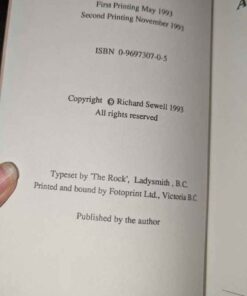 First Printing May 1993
Second Printing November 1993
ISBN 0-9697307-0-5
Copyright © Richard Sewell 1993
All rights reserved
Typeset by 'The Rock', Ladysmith, B.C.
Printed and bound by Fotoprint Ltd., Victoria B.C.
Published by the author
A